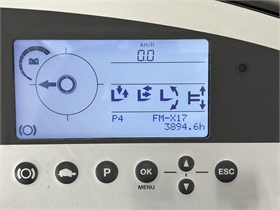 km/h
0.0
P4 FM-X17
3894.6h
P
OK
ESC
MENU